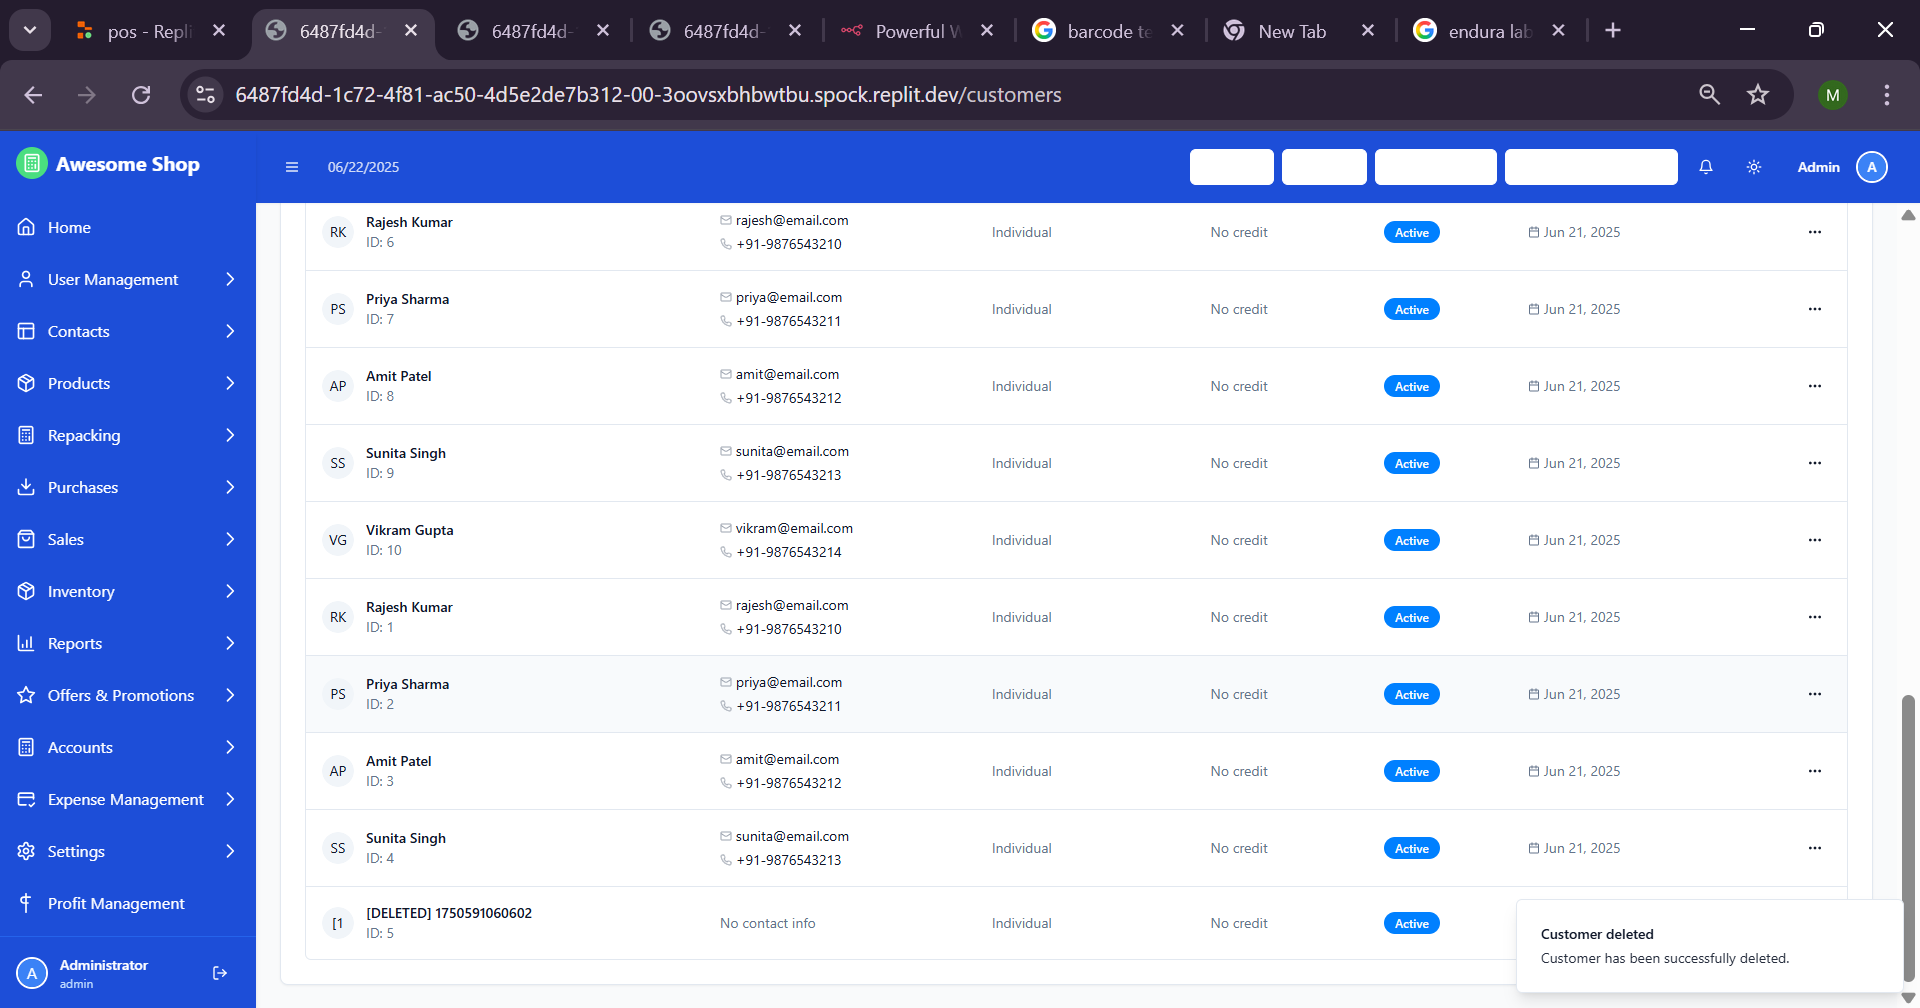 pos - Repli
6487fd4d-
6487fd4d-
6487fd4d-
Powerful W
barcode te
New Tab
endura lab
6487fd4d-1c72-4f81-ac50-4d5e2de7b312-00-3oovsxbhbwtbu.spock.replit.dev/customers
M
Awesome Shop
06/22/2025
Admin
A
Home
User Management
Contacts
Products
Repacking
Purchases
Sales
Inventory
Reports
Offers & Promotions
Accounts
Expense Management
Settings
Profit Management
A
Administrator
admin
RK
Rajesh Kumar
ID: 6
rajesh@email.com
+91-9876543210
Individual
No credit
Active
Jun 21, 2025
PS
Priya Sharma
ID: 7
priya@email.com
+91-9876543211
Individual
No credit
Active
Jun 21, 2025
AP
Amit Patel
ID: 8
amit@email.com
+91-9876543212
Individual
No credit
Active
Jun 21, 2025
SS
Sunita Singh
ID: 9
sunita@email.com
+91-9876543213
Individual
No credit
Active
Jun 21, 2025
VG
Vikram Gupta
ID: 10
vikram@email.com
+91-9876543214
Individual
No credit
Active
Jun 21, 2025
RK
Rajesh Kumar
ID: 1
rajesh@email.com
+91-9876543210
Individual
No credit
Active
Jun 21, 2025
PS
Priya Sharma
ID: 2
priya@email.com
+91-9876543211
Individual
No credit
Active
Jun 21, 2025
AP
Amit Patel
ID: 3
amit@email.com
+91-9876543212
Individual
No credit
Active
Jun 21, 2025
SS
Sunita Singh
ID: 4
sunita@email.com
+91-9876543213
Individual
No credit
Active
Jun 21, 2025
[1
[DELETED] 1750591060602
ID: 5
No contact info
Individual
No credit
Active
Customer deleted
Customer has been successfully deleted.